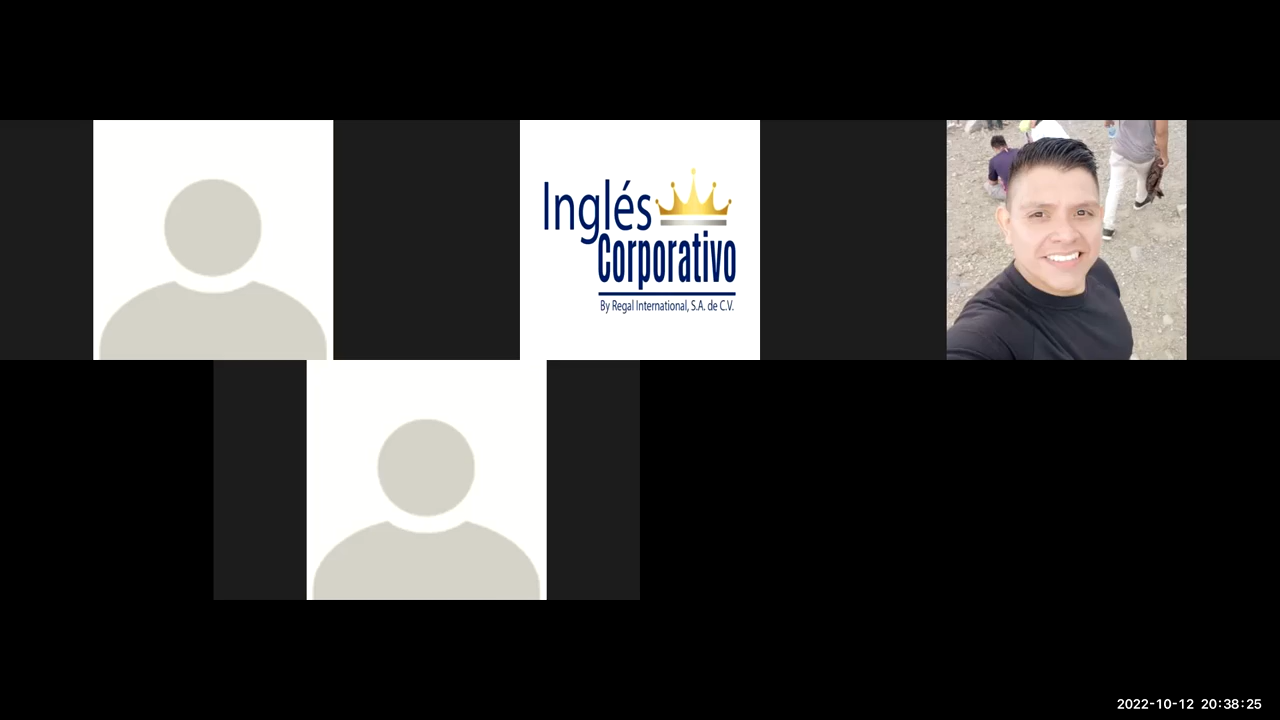 Inglés
Corporativo
By Regal International, S.A. de C.V.
2022-10-12 20:38:25